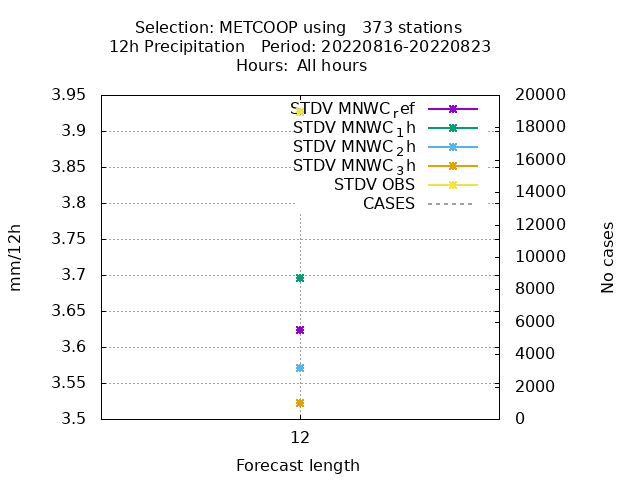 Selection: METCOOP using   373 stations
12h Precipitation   Period: 20220816-20220823
Hours:  All hours
3.95
3.9
3.85
3.8
3.75
3.7
3.65
3.6
3.55
3.5
mm/12h
STDV MNWC_ref
STDV MNWC_1h
STDV MNWC_2h
STDV MNWC_3h
STDV OBS
CASES
20000
18000
16000
14000
12000
10000
8000
6000
4000
2000
0
No cases
12
Forecast length